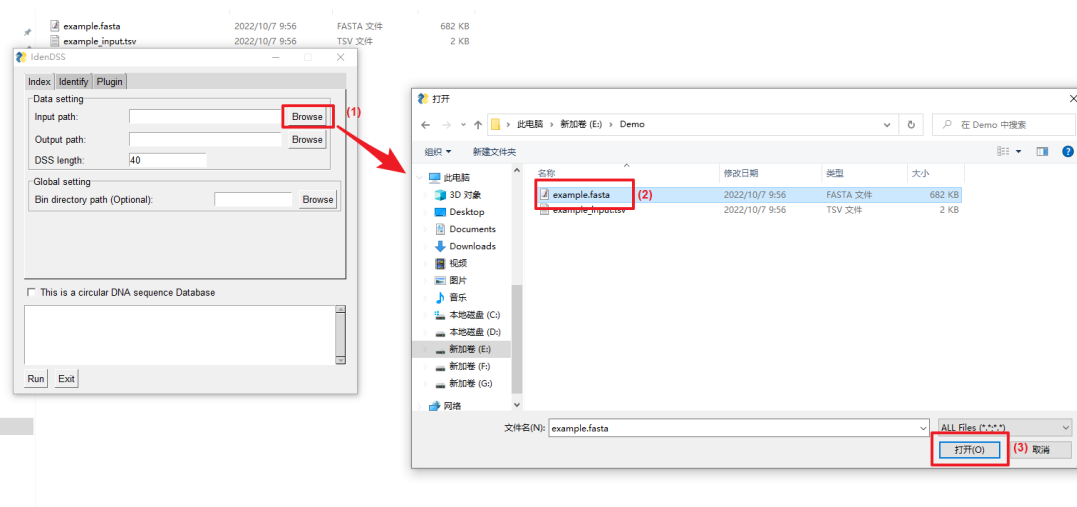 example.fasta 2022/10/7 9:56 FASTA 文件 682 KB
example_input.tsv 2022/10/7 9:56 TSV 文件 2 KB
IdenDSS
Index Identify Plugin
Data setting
Input path: Browse (1)
Output path: Browse
DSS length: 40
Global setting
Bin directory path (Optional): Browse
This is a circular DNA sequence Database
Run Exit
打开
此电脑 › 新加卷 (E:) › Demo
在 Demo 中搜索
组织 新建文件夹
此电脑
3D 对象
Desktop
Documents
Downloads
视频
图片
音乐
本地磁盘 (C:)
本地磁盘 (D:)
新加卷 (E:)
新加卷 (F:)
新加卷 (G:)
网络
名称 修改日期 类型 大小
example.fasta (2) 2022/10/7 9:56 FASTA 文件 682 KB
example_input.tsv 2022/10/7 9:56 TSV 文件 2 KB
文件名(N): example.fasta ALL Files (*.*;*.*)
打开(O) (3) 取消